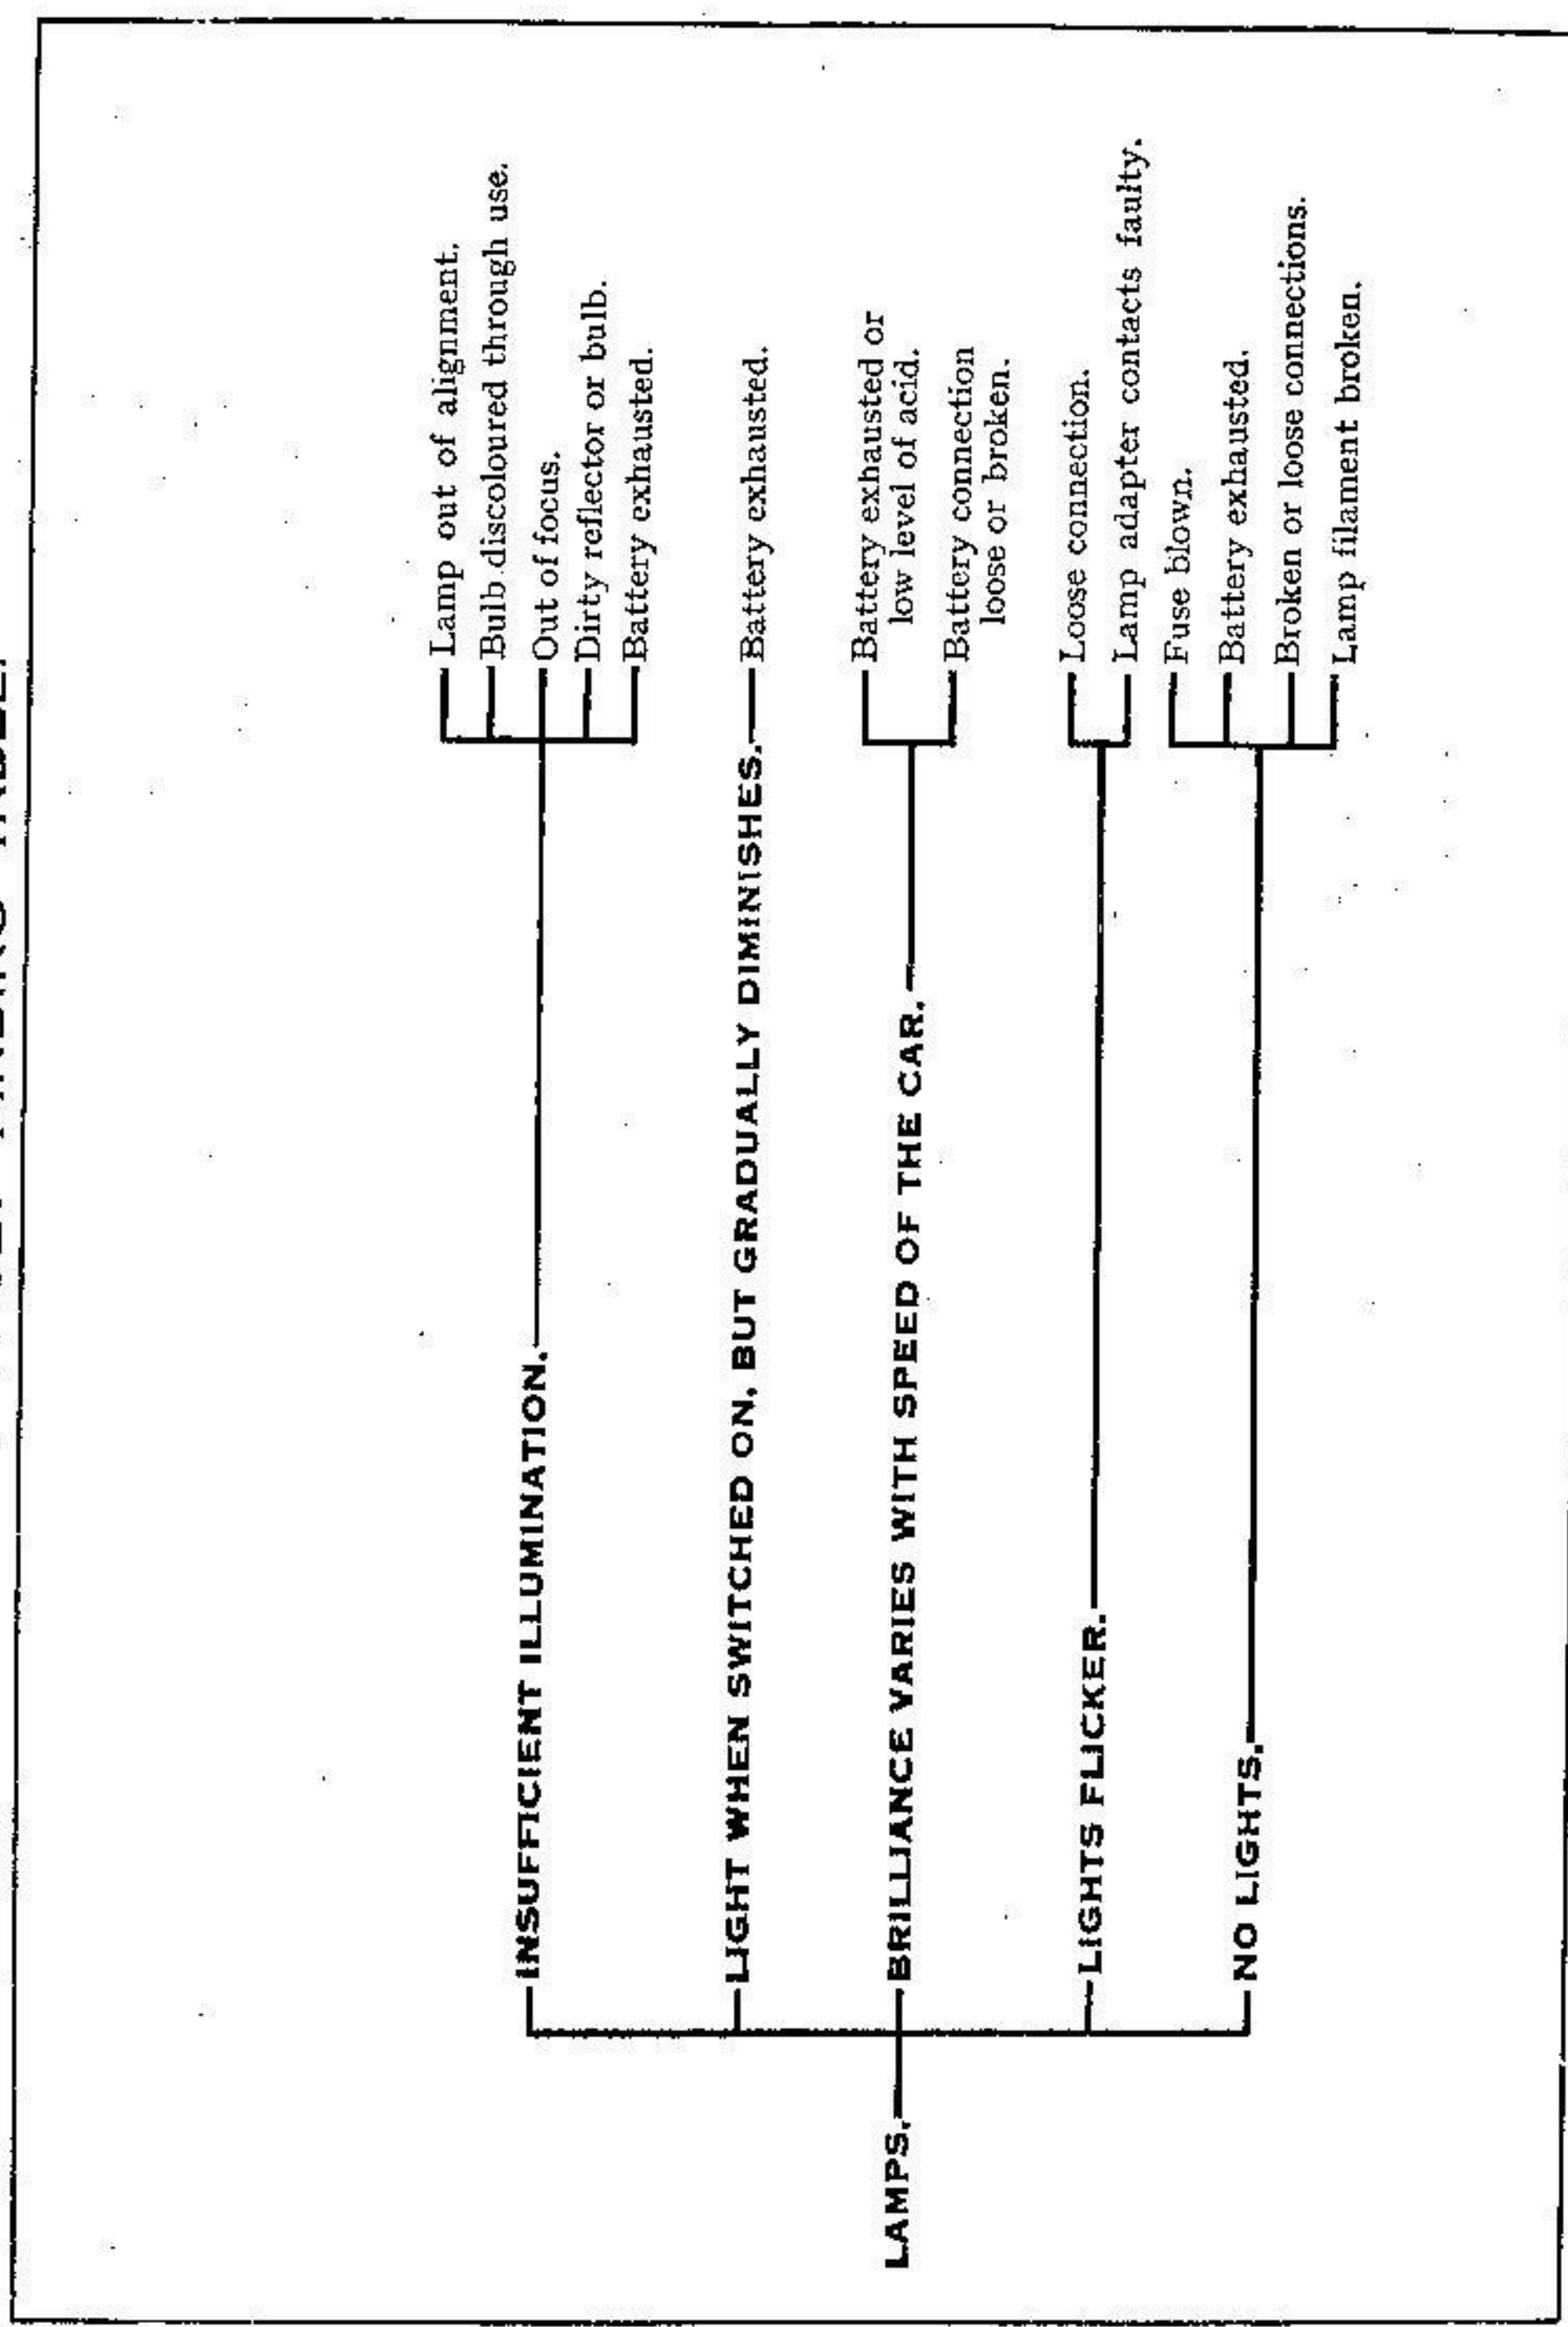 FINDING TABLE.
LAMPS.
INSUFFICIENT ILLUMINATION.
Lamp out of alignment.
Bulb discoloured through use.
Out of focus.
Dirty reflector or bulb.
Battery exhausted.
LIGHT WHEN SWITCHED ON, BUT GRADUALLY DIMINISHES.
Battery exhausted.
BRILLIANCE VARIES WITH SPEED OF THE CAR.
Battery exhausted or
low level of acid.
Battery connection
loose or broken.
LIGHTS FLICKER.
Loose connection.
Lamp adapter contacts faulty.
NO LIGHTS.
Fuse blown.
Battery exhausted.
Broken or loose connections.
Lamp filament broken.